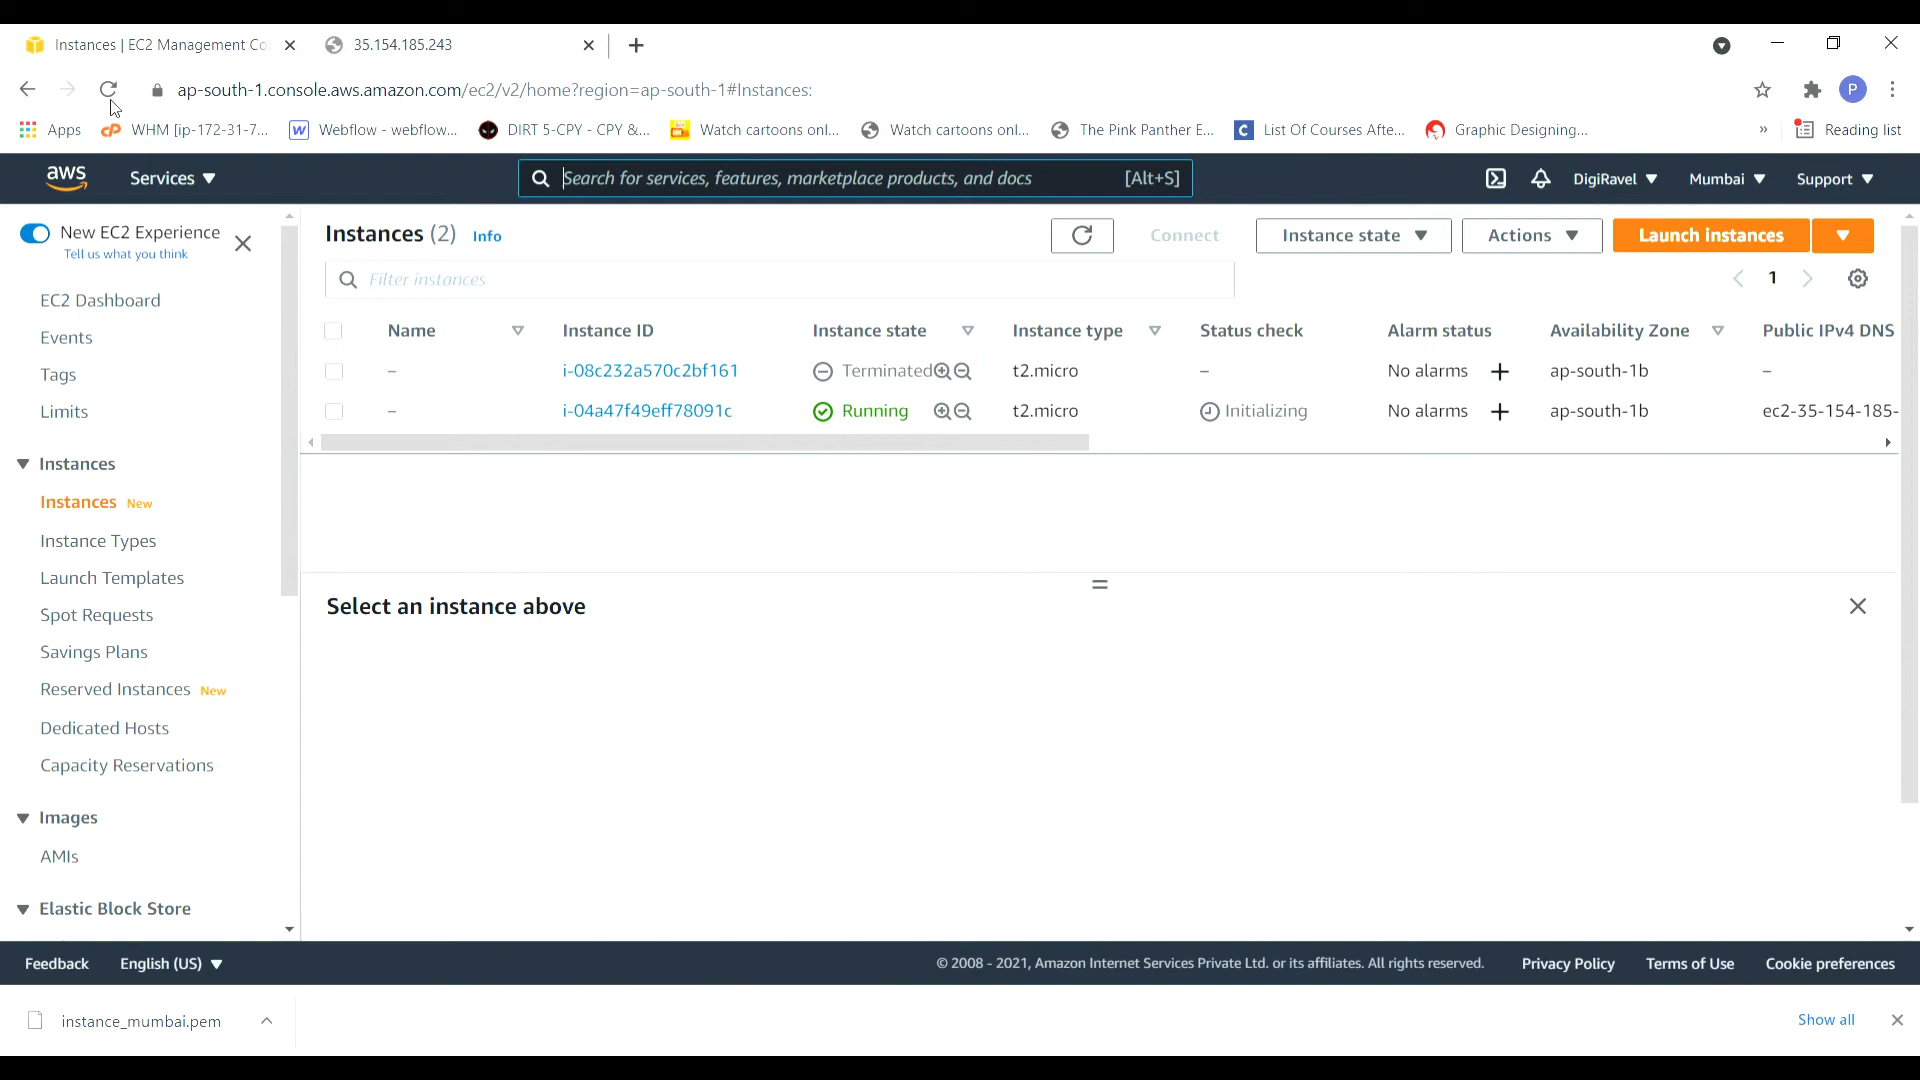 Instances | EC2 Management Co
35.154.185.243
ap-south-1.console.aws.amazon.com/ec2/v2/home?region=ap-south-1#Instances:
P
Apps
WHM [ip-172-31-7...
Webflow - webflow...
DIRT 5-CPY - CPY &...
Watch cartoons onl...
Watch cartoons onl...
The Pink Panther E...
List Of Courses Afte...
Graphic Designing...
»
Reading list
aws
Services
Search for services, features, marketplace products, and docs
[Alt+S]
DigiRavel
Mumbai
Support
New EC2 Experience
Tell us what you think
EC2 Dashboard
Events
Tags
Limits
Instances
Instances New
Instance Types
Launch Templates
Spot Requests
Savings Plans
Reserved Instances New
Dedicated Hosts
Capacity Reservations
Images
AMIs
Elastic Block Store
Instances (2) Info
Connect
Instance state
Actions
Launch instances
Filter instances
1
Name Instance ID Instance state Instance type Status check Alarm status Availability Zone Public IPv4 DNS
– i-08c232a570c2bf161 Terminated t2.micro – No alarms ap-south-1b –
– i-04a47f49eff78091c Running t2.micro Initializing No alarms ap-south-1b ec2-35-154-185-
Select an instance above
Feedback
English (US)
© 2008 - 2021, Amazon Internet Services Private Ltd. or its affiliates. All rights reserved.
Privacy Policy
Terms of Use
Cookie preferences
instance_mumbai.pem
Show all